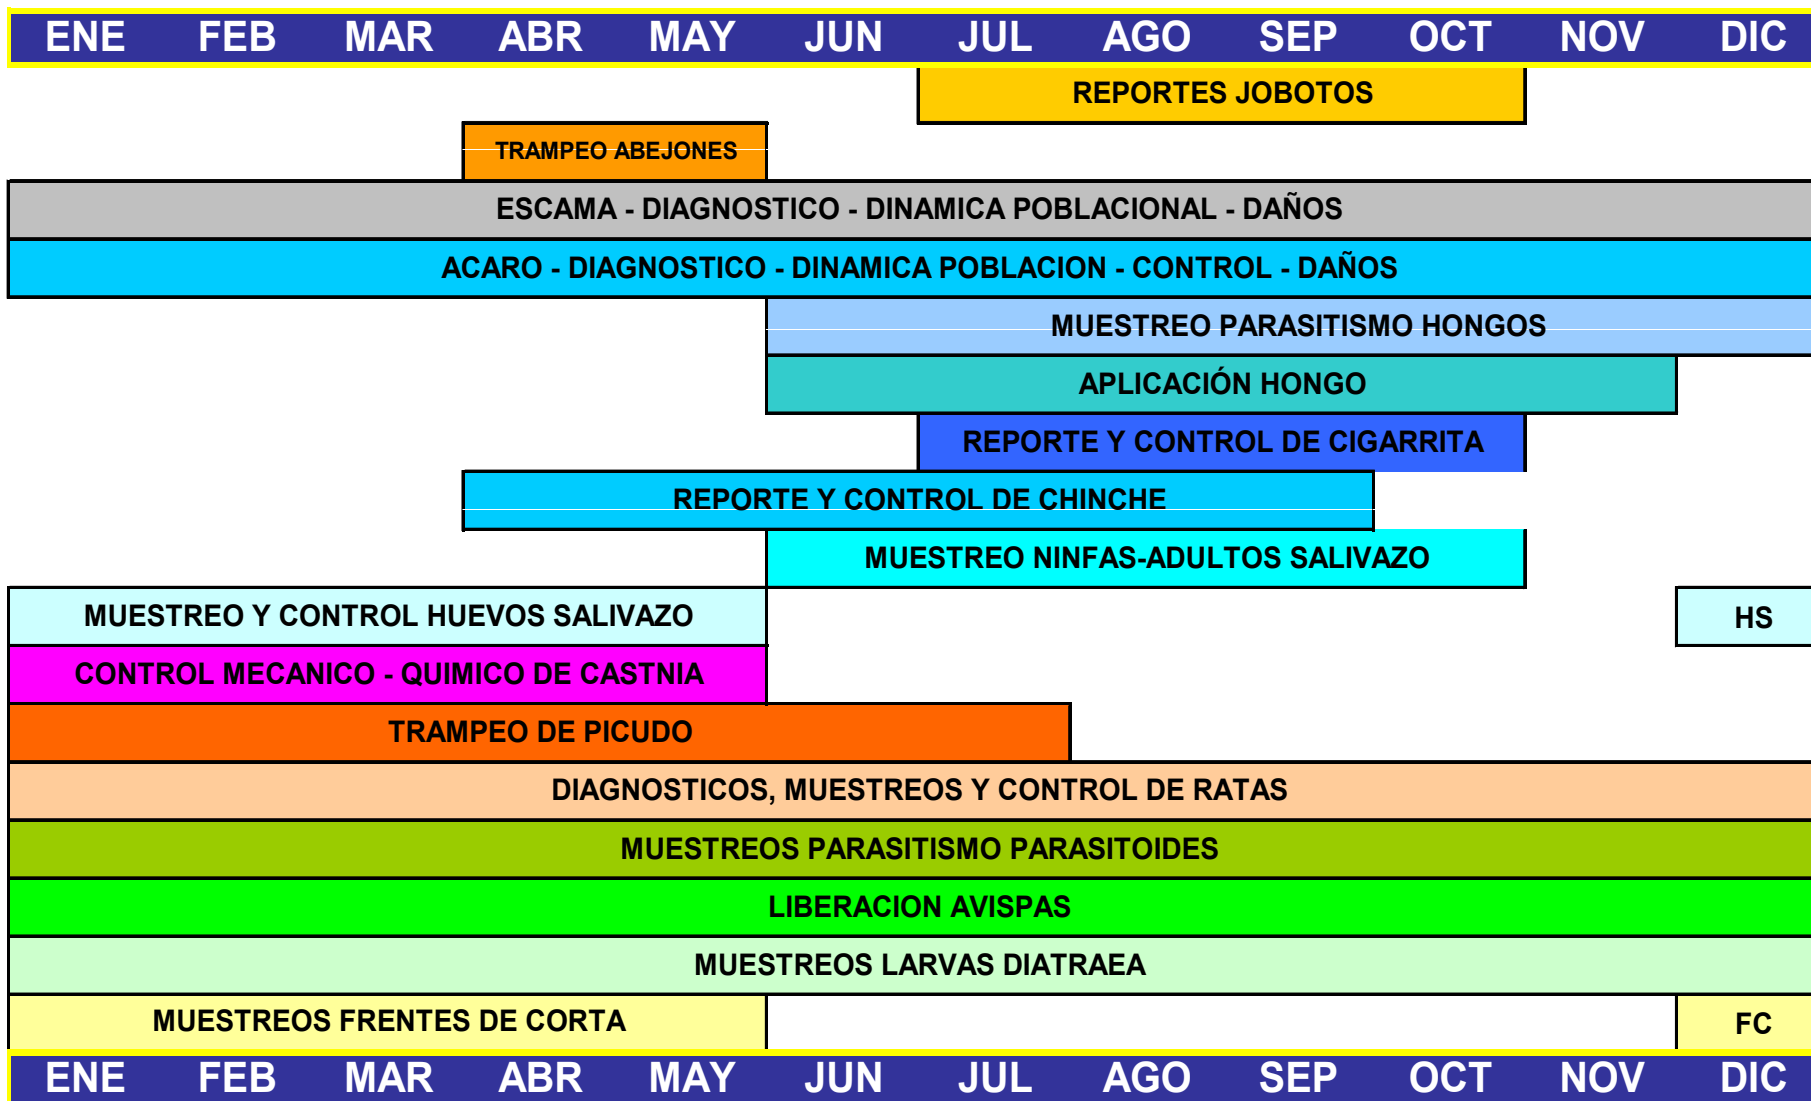 ENE FEB MAR ABR MAY JUN JUL AGO SEP OCT NOV DIC
REPORTES JOBOTOS
TRAMPEO ABEJONES
ESCAMA - DIAGNOSTICO - DINAMICA POBLACIONAL - DAÑOS
ACARO - DIAGNOSTICO - DINAMICA POBLACION - CONTROL - DAÑOS
MUESTREO PARASITISMO HONGOS
APLICACIÓN HONGO
REPORTE Y CONTROL DE CIGARRITA
REPORTE Y CONTROL DE CHINCHE
MUESTREO NINFAS-ADULTOS SALIVAZO
MUESTREO Y CONTROL HUEVOS SALIVAZO HS
CONTROL MECANICO - QUIMICO DE CASTNIA
TRAMPEO DE PICUDO
DIAGNOSTICOS, MUESTREOS Y CONTROL DE RATAS
MUESTREOS PARASITISMO PARASITOIDES
LIBERACION AVISPAS
MUESTREOS LARVAS DIATRAEA
MUESTREOS FRENTES DE CORTA FC
ENE FEB MAR ABR MAY JUN JUL AGO SEP OCT NOV DIC